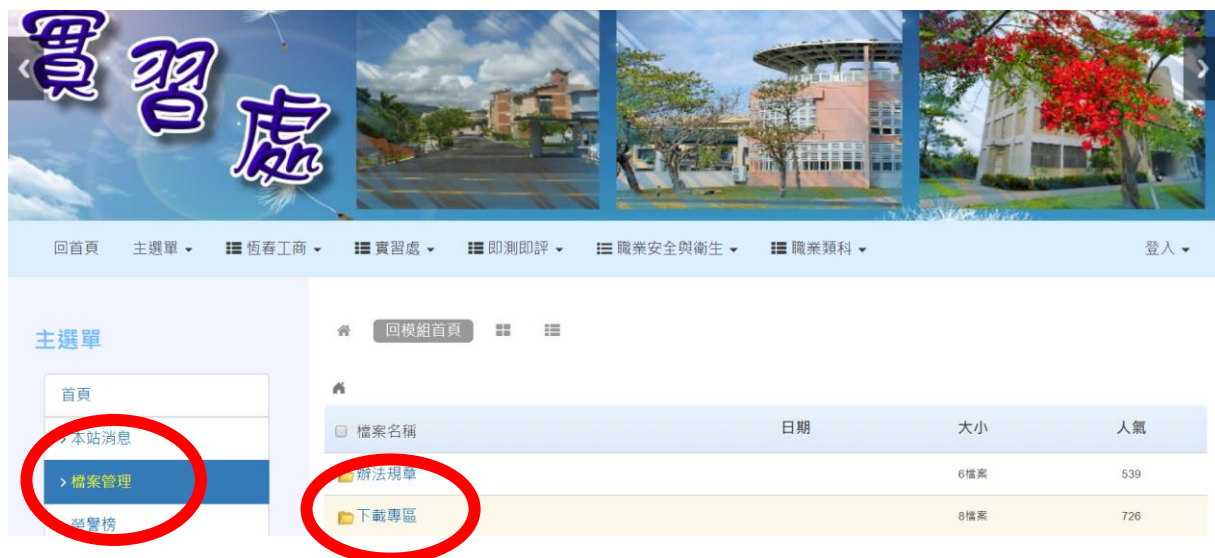 實習處
回首頁 主選單 恆春工商 實習處 即測即評 職業安全與衛生 職業類科 登入
主選單
回模組首頁
首頁
本站消息
檔案管理
榮譽榜
檔案名稱 日期 大小 人氣
辦法規章 6檔案 539
下載專區 8檔案 726